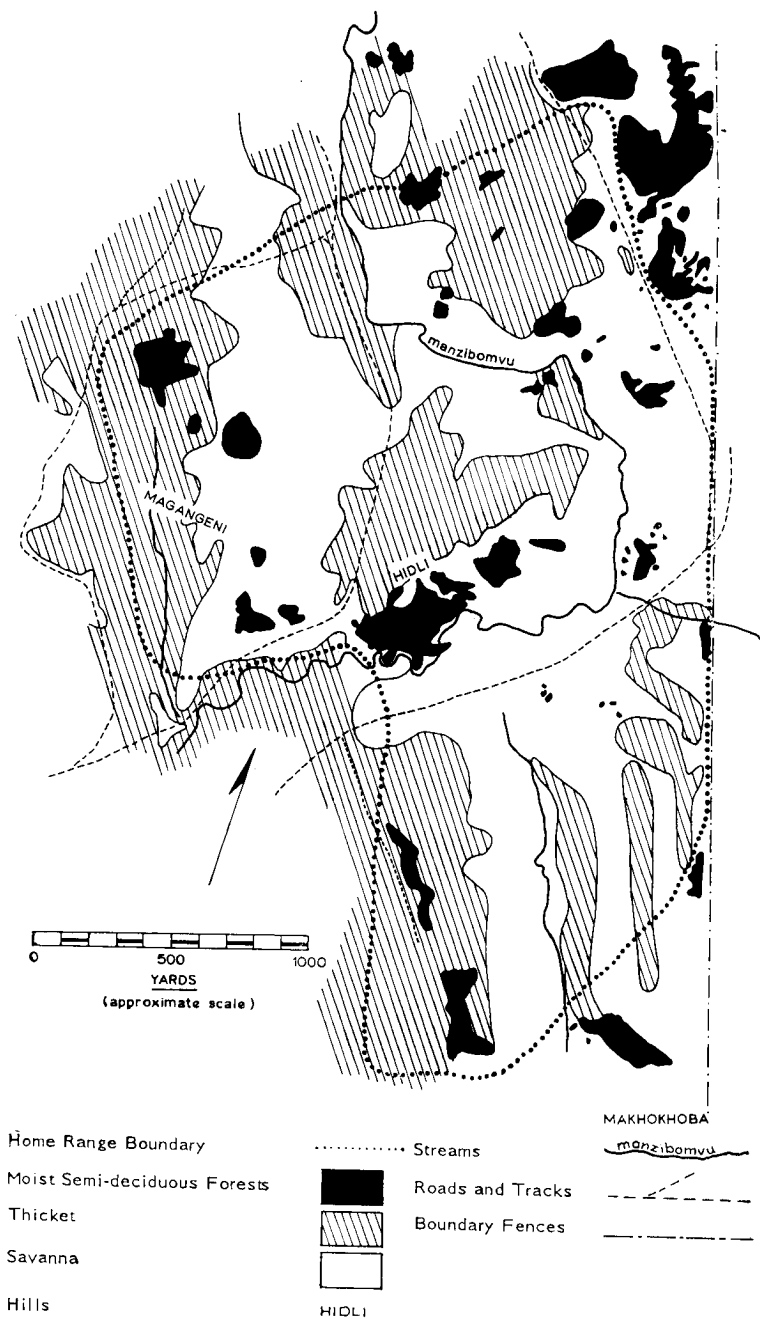 manzibomvu
MAGANGENI
HIDLI
0 500 1000
YARDS
(approximate scale)
MAKHOKHOBA
Home Range Boundary
Streams
manzibomvu
Moist Semi-deciduous Forests
Roads and Tracks
Thicket
Boundary Fences
Savanna
Hills
HIDLI